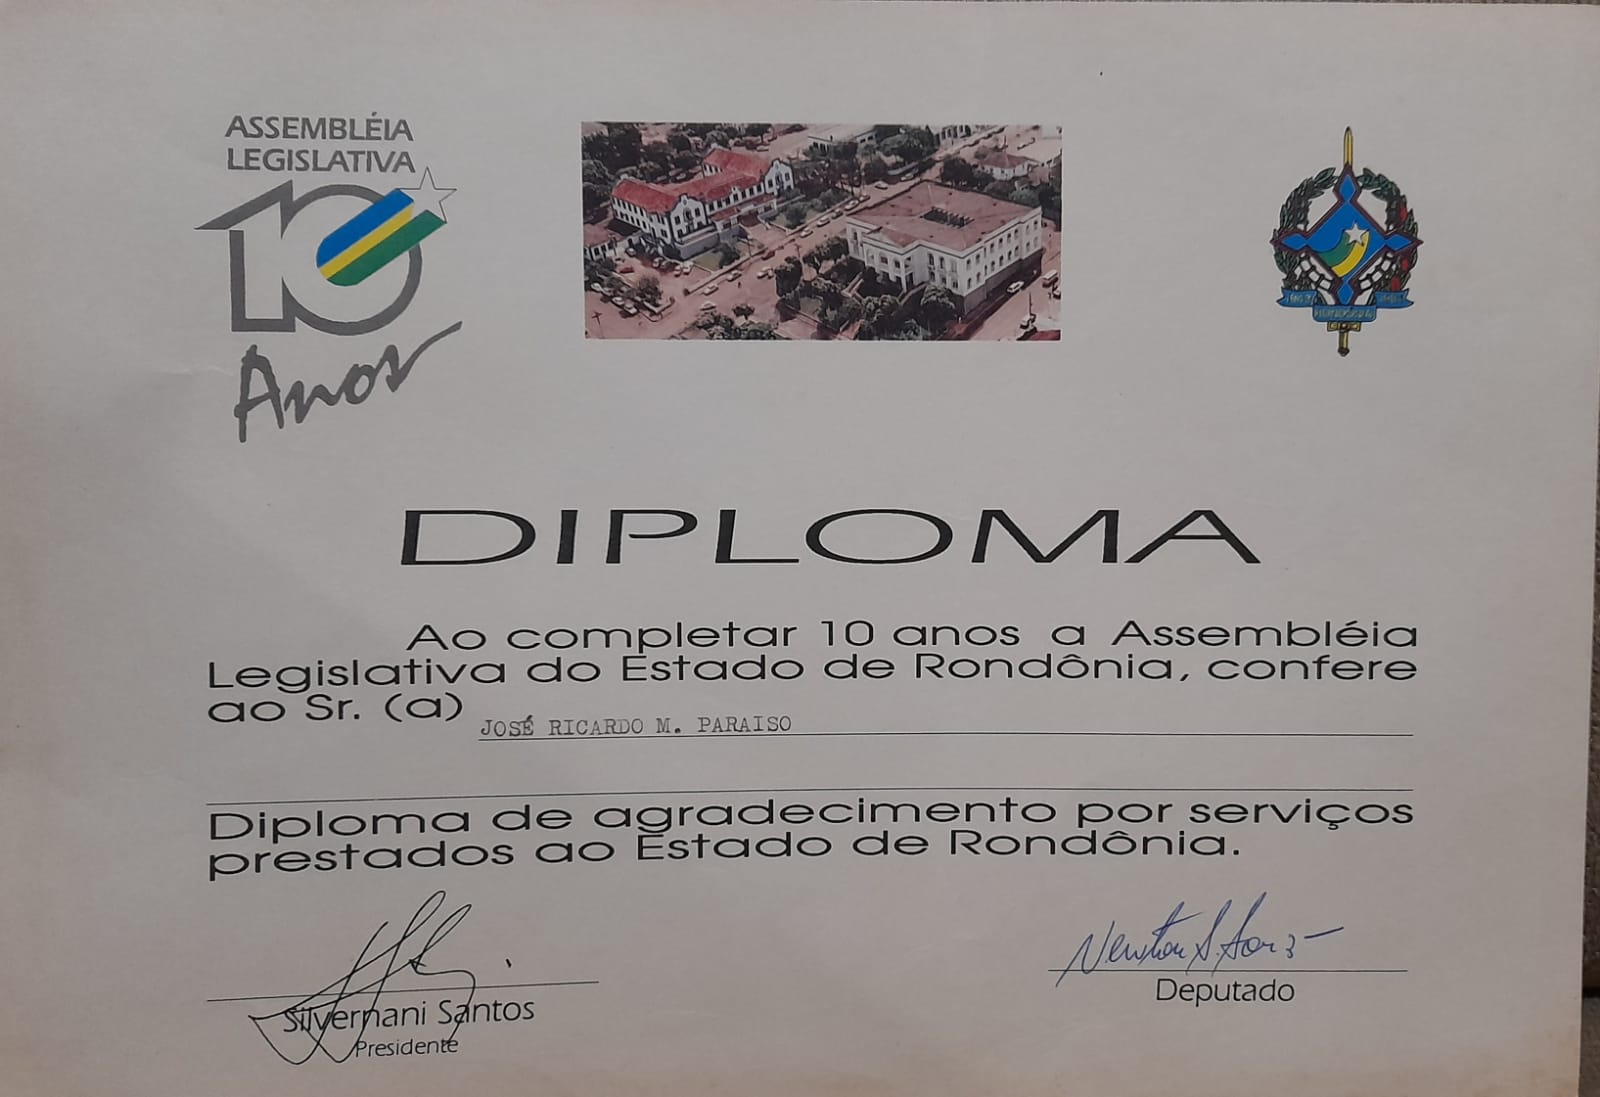 ASSEMBLÉIA
LEGISLATIVA
10
Anos
DIPLOMA
Ao completar 10 anos a Assembléia
Legislativa do Estado de Rondônia, confere
ao Sr. (a) JOSÉ RICARDO M. PARAISO
Diploma de agradecimento por serviços
prestados ao Estado de Rondônia.
Silvernani Santos
Presidente
Deputado